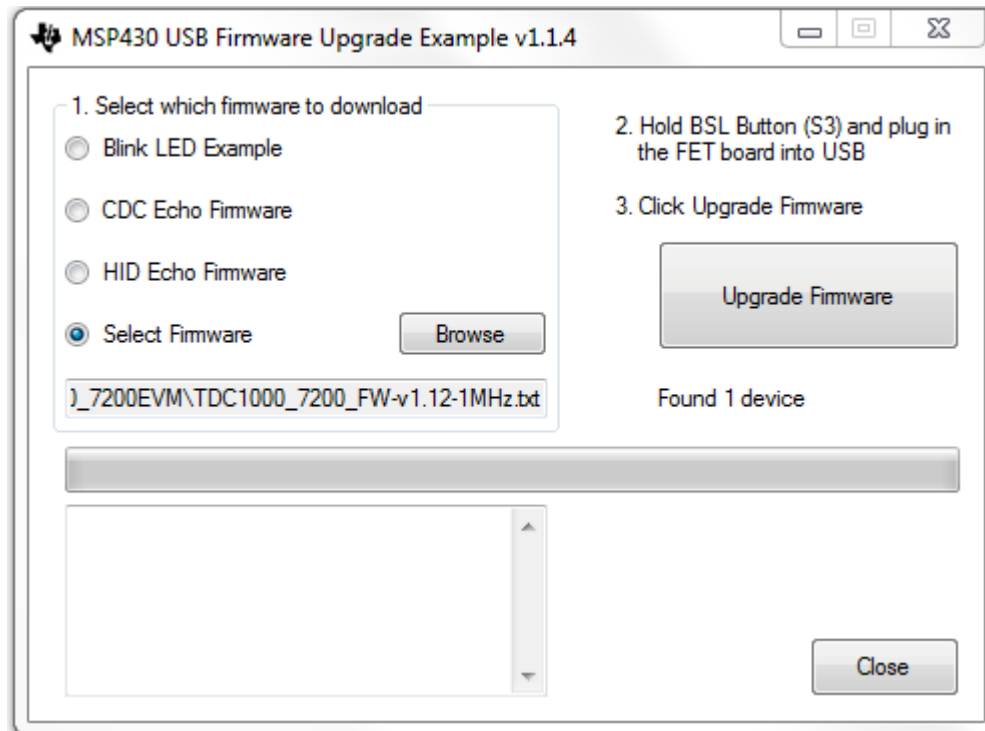 MSP430 USB Firmware Upgrade Example v1.1.4
1. Select which firmware to download
Blink LED Example
CDC Echo Firmware
HID Echo Firmware
Select Firmware
Browse
)_7200EVM\TDC1000_7200_FW-v1.12-1MHz.txt
2. Hold BSL Button (S3) and plug in
the FET board into USB
3. Click Upgrade Firmware
Upgrade Firmware
Found 1 device
Close